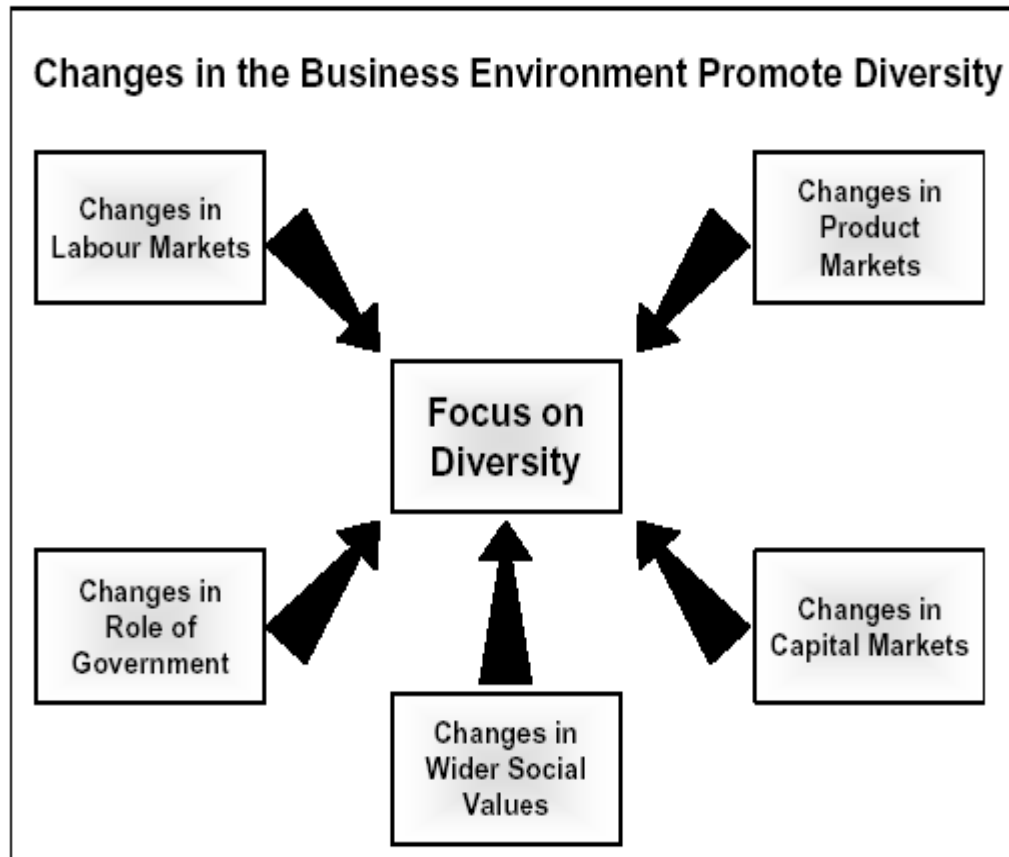 Changes in the Business Environment Promote Diversity
Changes in
Labour Markets
Changes in
Product
Markets
Focus on
Diversity
Changes in
Role of
Government
Changes in
Wider Social
Values
Changes in
Capital Markets